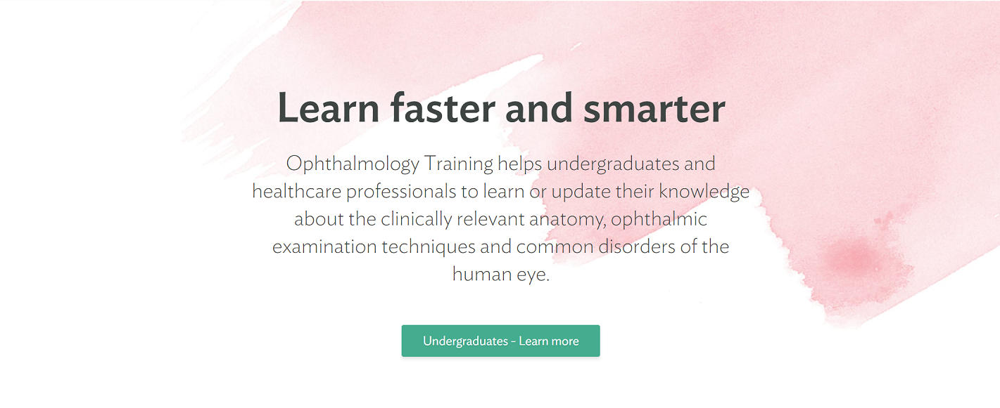 Learn faster and smarter
Ophthalmology Training helps undergraduates and
healthcare professionals to learn or update their knowledge
about the clinically relevant anatomy, ophthalmic
examination techniques and common disorders of the
human eye.
Undergraduates - Learn more